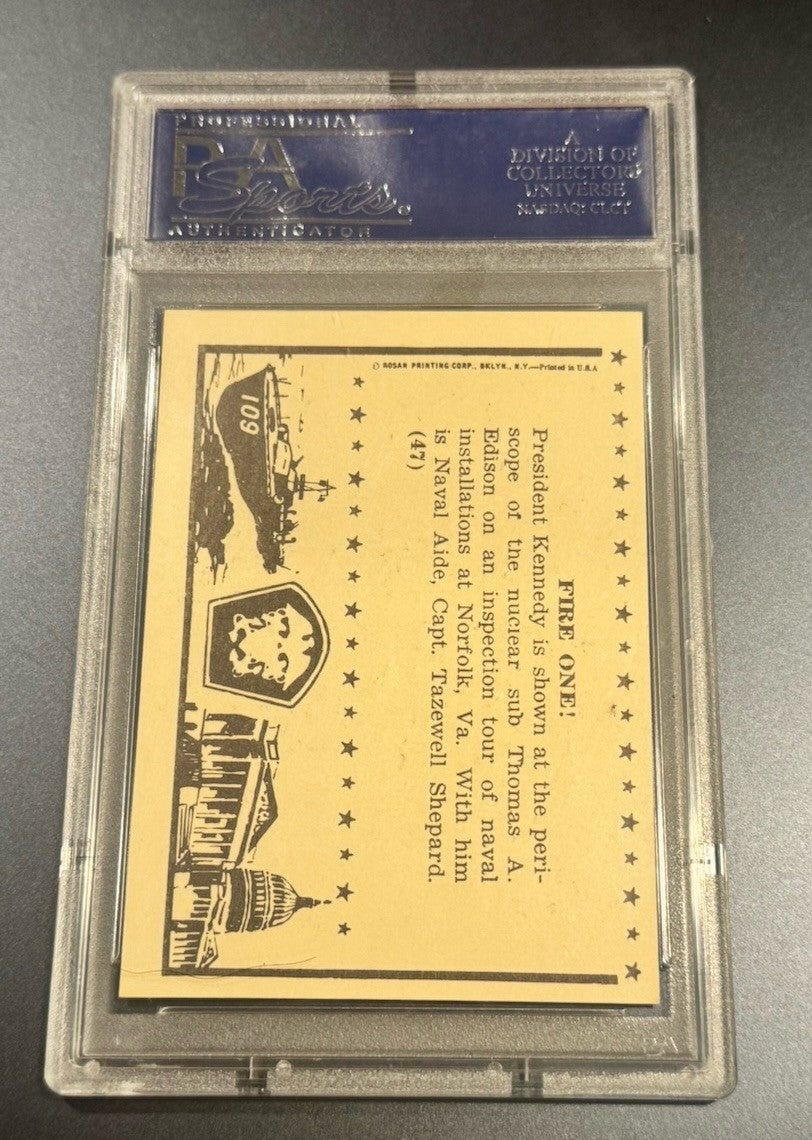 PROFESSIONAL
PSA
Sports
AUTHENTICATOR
A
DIVISION OF
COLLECTORS
UNIVERSE
NASDAQ: CLCT
© ROSAN PRINTING CORP., BKLYN., N.Y.—Printed in U.S.A
FIRE ONE!
President Kennedy is shown at the peri-
scope of the nuclear sub Thomas A.
Edison on an inspection tour of naval
installations at Norfolk, Va. With him
is Naval Aide, Capt. Tazewell Shepard.
(47)
109